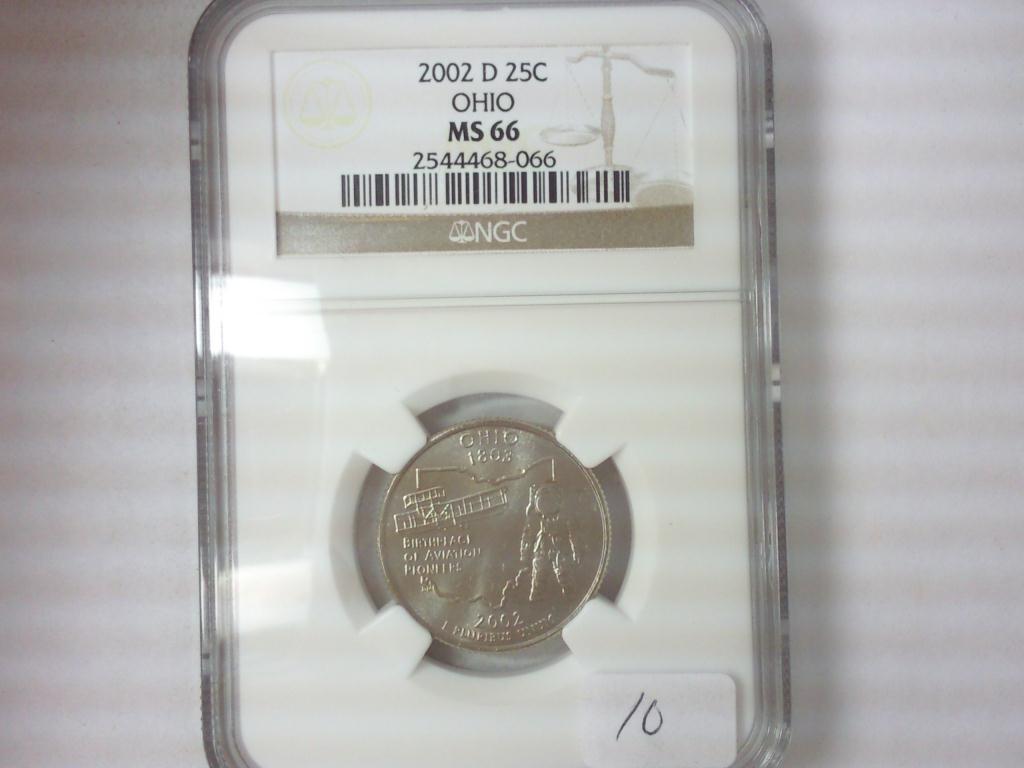 2002 D 25C
OHIO
MS 66
2544468-066
NGC
OHIO
1803
BIRTHPLACE
OF AVIATION
PIONEERS
2002
E PLURIBUS UNUM
10